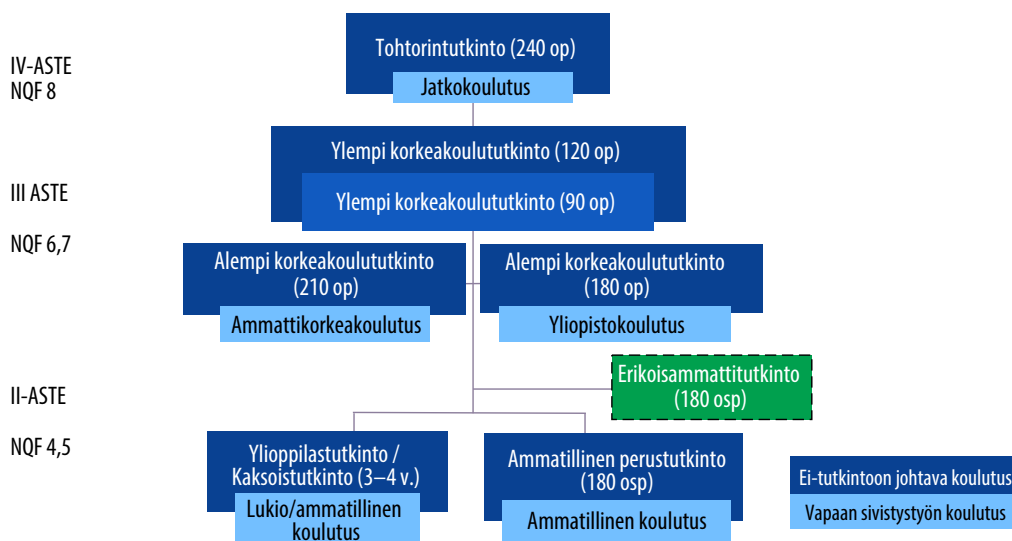 Tohtorintutkinto (240 op)
Jatkokoulutus
IV-ASTE
NQF 8
Ylempi korkeakoulututkinto (120 op)
Ylempi korkeakoulututkinto (90 op)
III ASTE
NQF 6,7
Alempi korkeakoulututkinto
(210 op)
Ammattikorkeakoulutus
Alempi korkeakoulututkinto
(180 op)
Yliopistokoulutus
Erikoisammattitutkinto
(180 osp)
II-ASTE
NQF 4,5
Ylioppilastutkinto /
Kaksoistutkinto (3–4 v.)
Lukio/ammatillinen
koulutus
Ammatillinen perustutkinto
(180 osp)
Ammatillinen koulutus
Ei-tutkintoon johtava koulutus
Vapaan sivistystyön koulutus